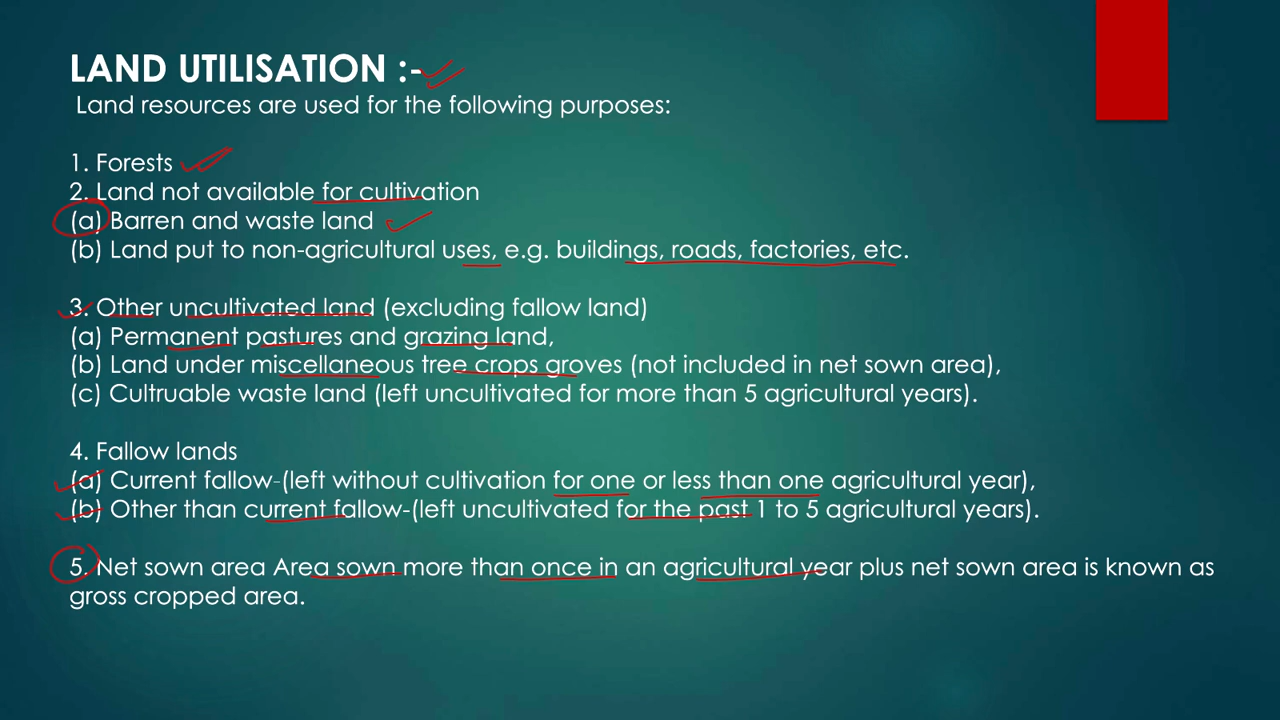 LAND UTILISATION :-
Land resources are used for the following purposes:
1. Forests
2. Land not available for cultivation
(a) Barren and waste land
(b) Land put to non-agricultural uses, e.g. buildings, roads, factories, etc.
3. Other uncultivated land (excluding fallow land)
(a) Permanent pastures and grazing land,
(b) Land under miscellaneous tree crops groves (not included in net sown area),
(c) Cultruable waste land (left uncultivated for more than 5 agricultural years).
4. Fallow lands
(a) Current fallow-(left without cultivation for one or less than one agricultural year),
(b) Other than current fallow-(left uncultivated for the past 1 to 5 agricultural years).
5. Net sown area Area sown more than once in an agricultural year plus net sown area is known as
gross cropped area.